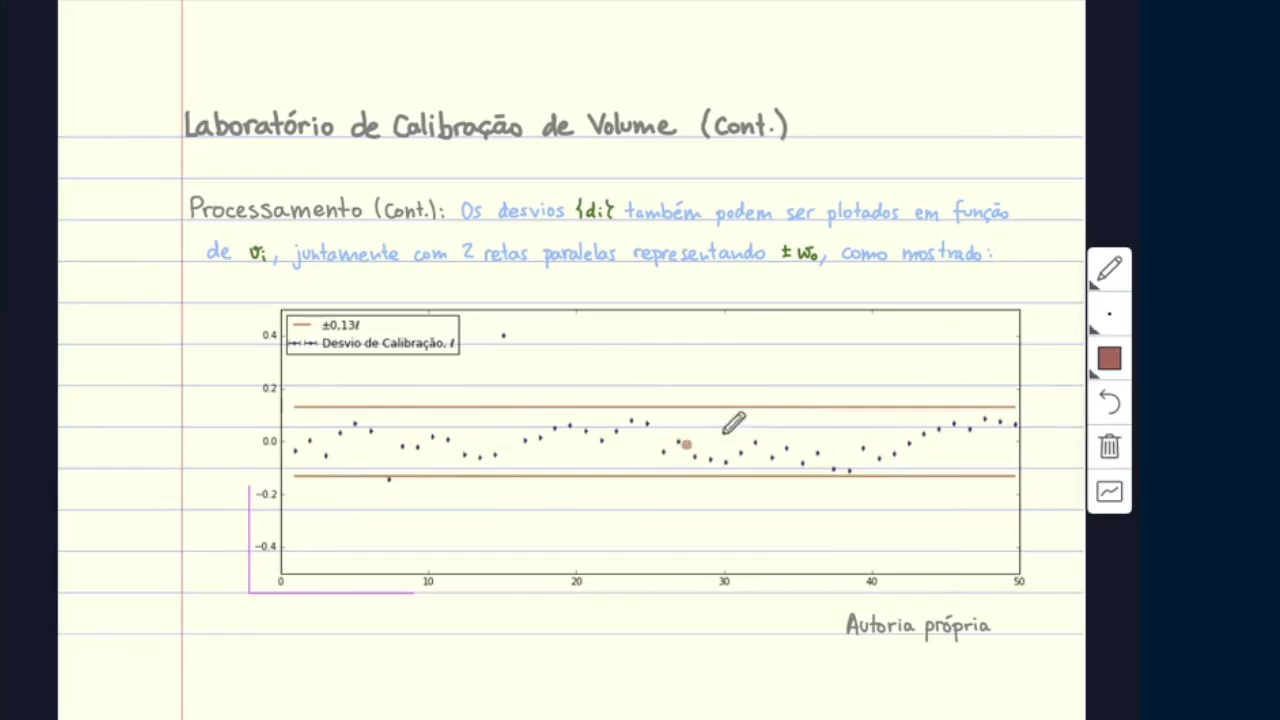 Laboratório de Calibração de Volume (Cont.)
Processamento (Cont.): Os desvios {di} também podem ser plotados em função
de vi, juntamente com 2 retas paralelas representando ± w₀, como mostrado:
±0,13ℓ
Desvio de Calibração, ℓ
0.4
0.2
0.0
−0.2
−0.4
0 10 20 30 40 50
Autoria própria